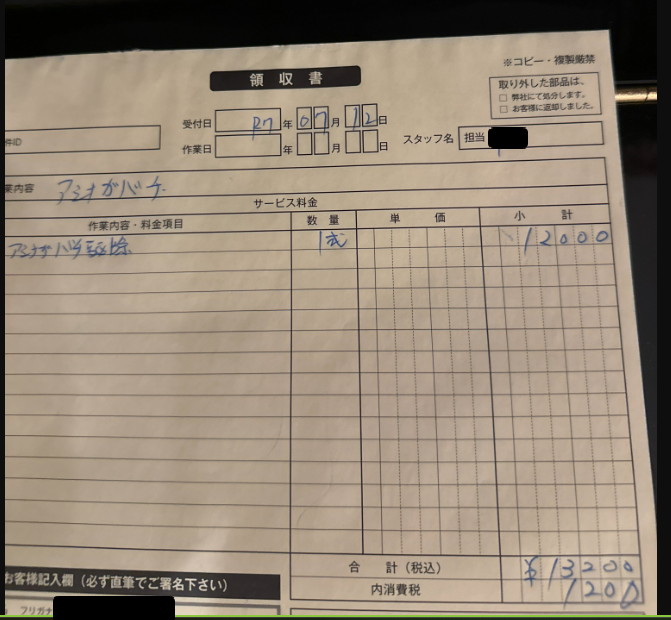 ※コピー・複製厳禁
領収書
取り外した部品は、
□ 弊社にて処分します。
□ お客様に返却しました。
受付日 R7年 07月 12日
作業日 年 月 日
スタッフ名 担当
件ID
業内容 アシナガバチ
サービス料金
作業内容・料金項目 数量 単価 小計
アシナガバチ駆除 1式 12000
合計（税込） ¥13200
内消費税 1200
お客様記入欄（必ず直筆でご署名下さい）
フリガナ